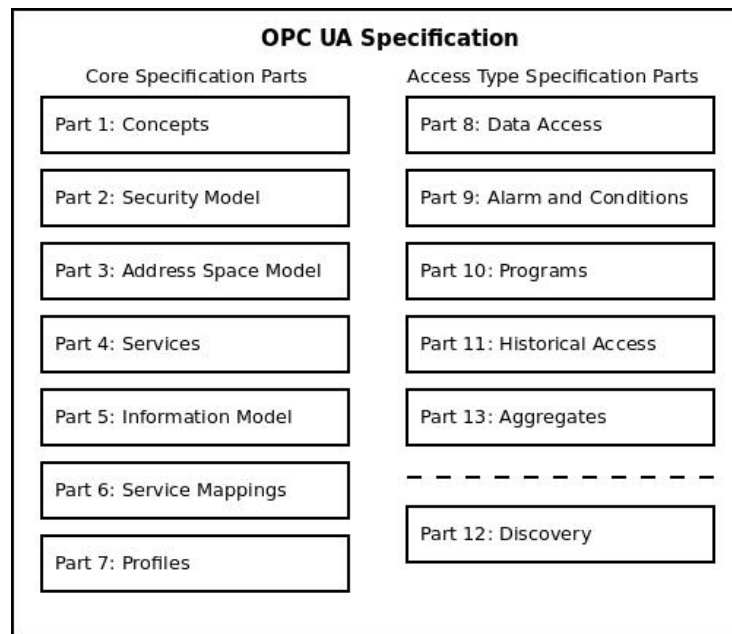 OPC UA Specification
Core Specification Parts
Part 1: Concepts
Part 2: Security Model
Part 3: Address Space Model
Part 4: Services
Part 5: Information Model
Part 6: Service Mappings
Part 7: Profiles
Access Type Specification Parts
Part 8: Data Access
Part 9: Alarm and Conditions
Part 10: Programs
Part 11: Historical Access
Part 13: Aggregates
Part 12: Discovery